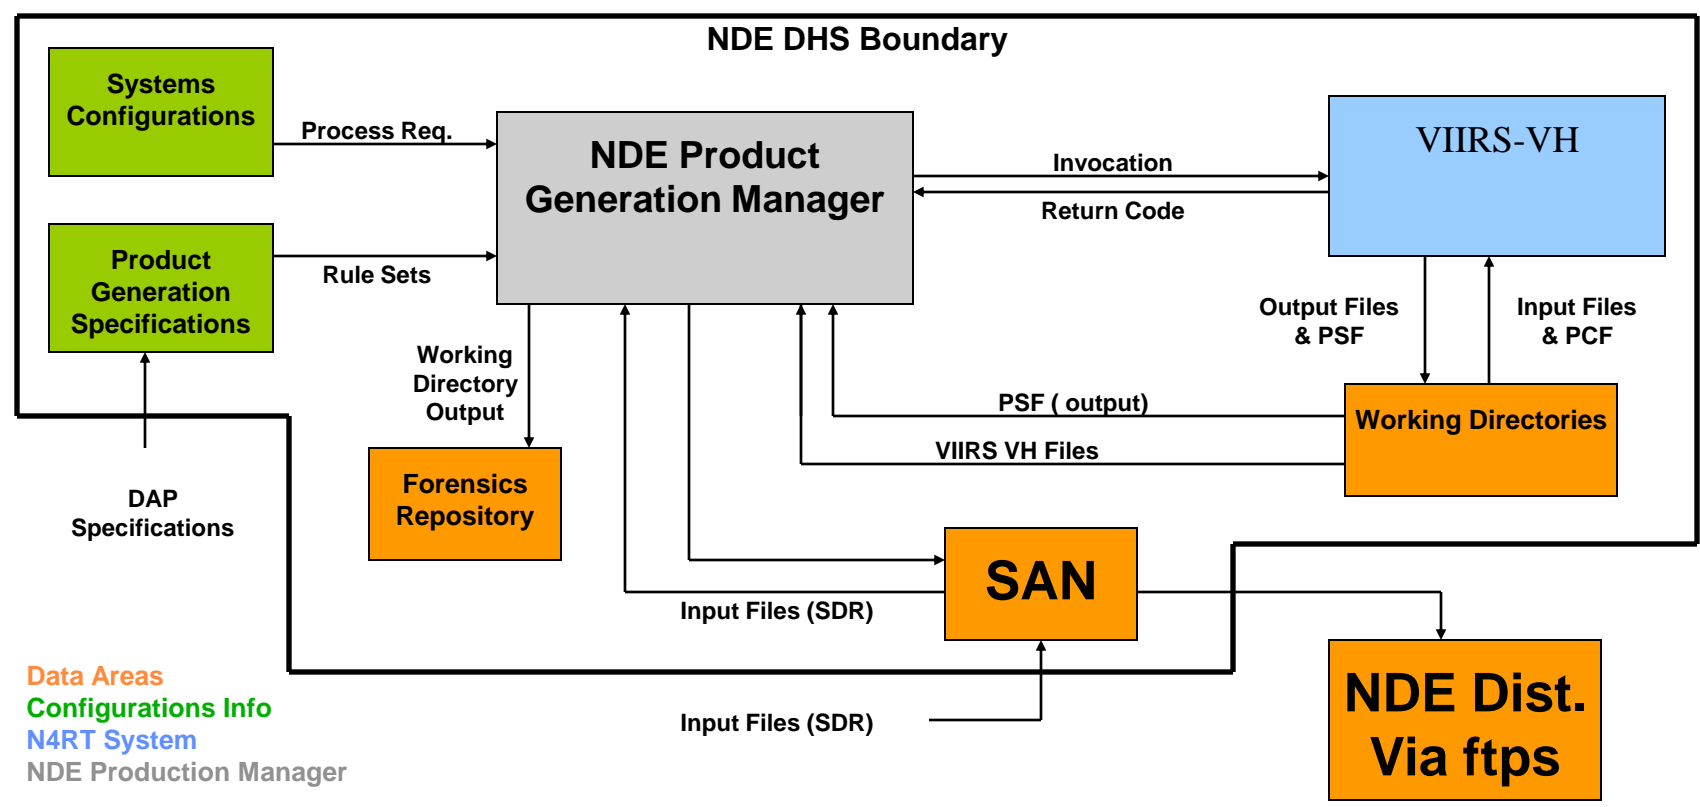 NDE DHS Boundary
Systems
Configurations
Process Req.
NDE Product
Generation Manager
Invocation
Return Code
VIIRS-VH
Product
Generation
Specifications
Rule Sets
Output Files
& PSF
Input Files
& PCF
Working
Directory
Output
PSF ( output)
VIIRS VH Files
Working Directories
Forensics
Repository
DAP
Specifications
SAN
Input Files (SDR)
Input Files (SDR)
NDE Dist.
Via ftps
Data Areas
Configurations Info
N4RT System
NDE Production Manager